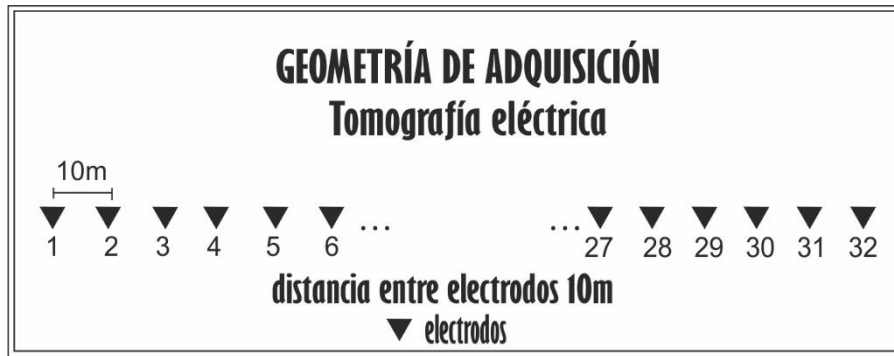 GEOMETRÍA DE ADQUISICIÓN
Tomografía eléctrica
10m
1 2 3 4 5 6 ... ... 27 28 29 30 31 32
distancia entre electrodos 10m
electrodos